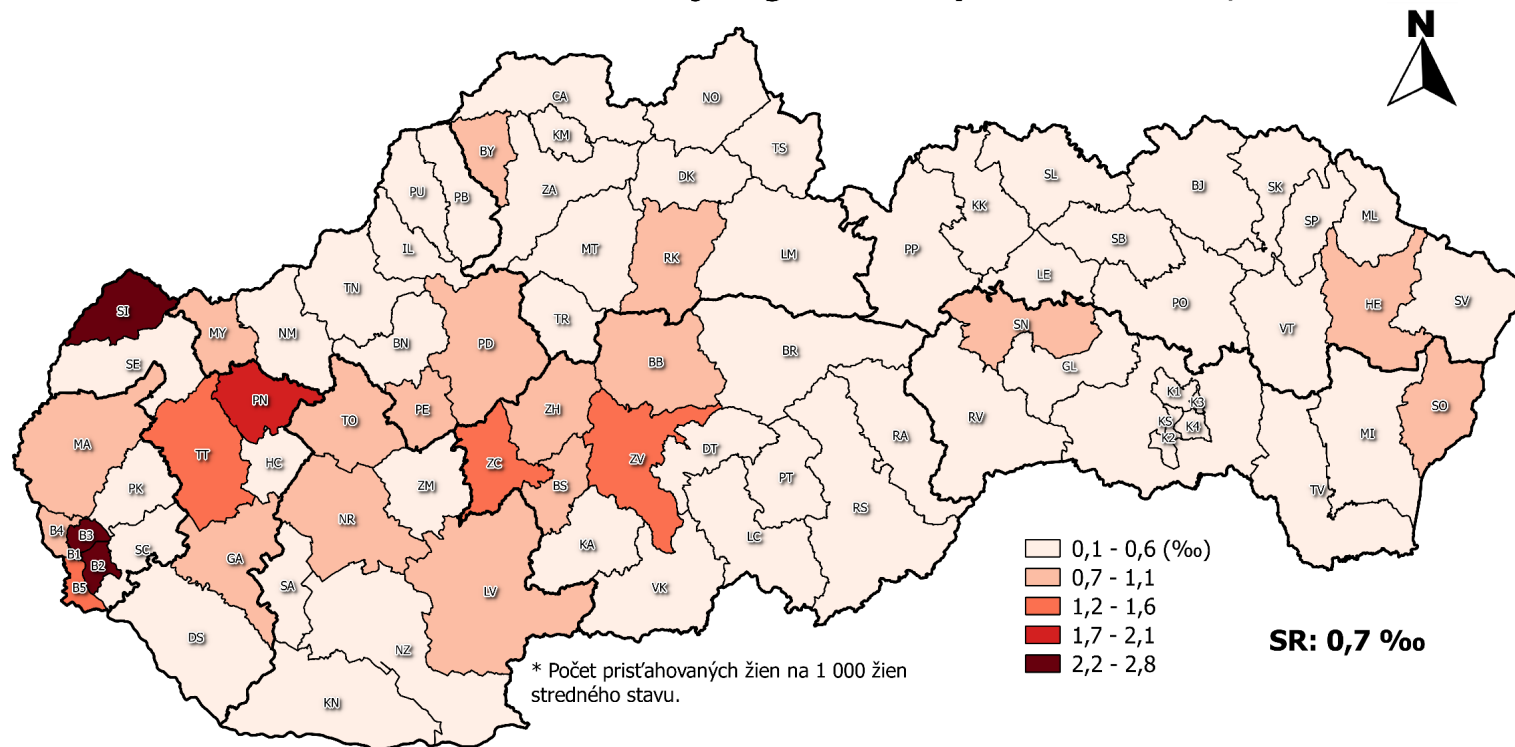 N
CA
NO
KM
BY
TS
DK
SL
BJ
SK
ZA
PU
PB
KK
SP
ML
IL
MT
RK
LM
PP
SB
LE
TN
PO
HE
SV
SI
MY
NM
TR
SN
VT
BN
PD
BR
BB
SE
GL
PN
K1
K3
PE
ZH
TO
RV
KS
K4
K2
SO
MA
RA
MI
TT
HC
ZC
ZV
DT
PT
PK
ZM
BS
TV
RS
NR
B4
B3
B1
B2
SC
KA
LC
GA
B5
SA
LV
VK
DS
NZ
KN
0,1 - 0,6 (‰)
0,7 - 1,1
1,2 - 1,6
1,7 - 2,1
2,2 - 2,8
SR: 0,7 ‰
* Počet prisťahovaných žien na 1 000 žien
stredného stavu.